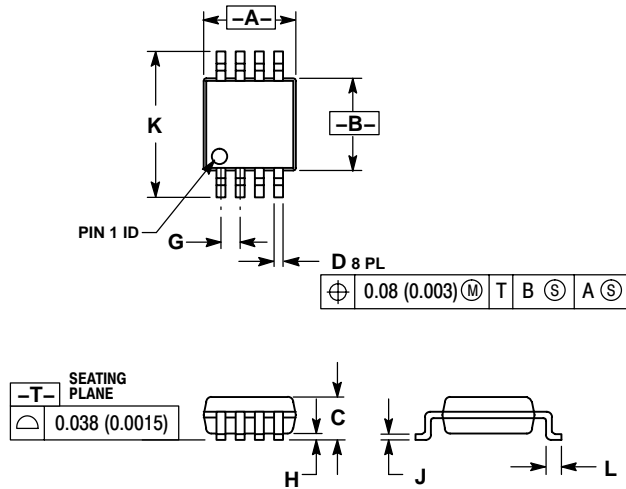 –A–
K
–B–
PIN 1 ID
G
D 8 PL
⌖ 0.08 (0.003) Ⓜ T B Ⓢ A Ⓢ
–T– SEATING PLANE
⌓ 0.038 (0.0015)
C
H
J
L